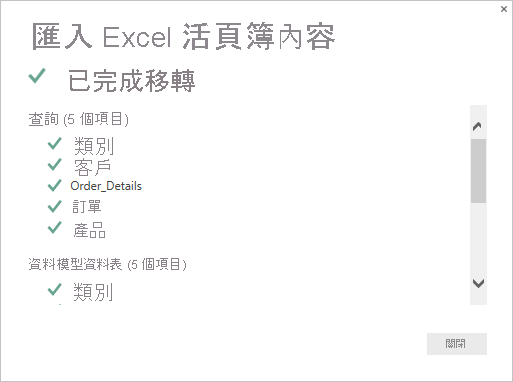 匯入 Excel 活頁簿內容
已完成移轉
查詢 (5 個項目)
類別
客戶
Order_Details
訂單
產品
資料模型資料表 (5 個項目)
類別
關閉